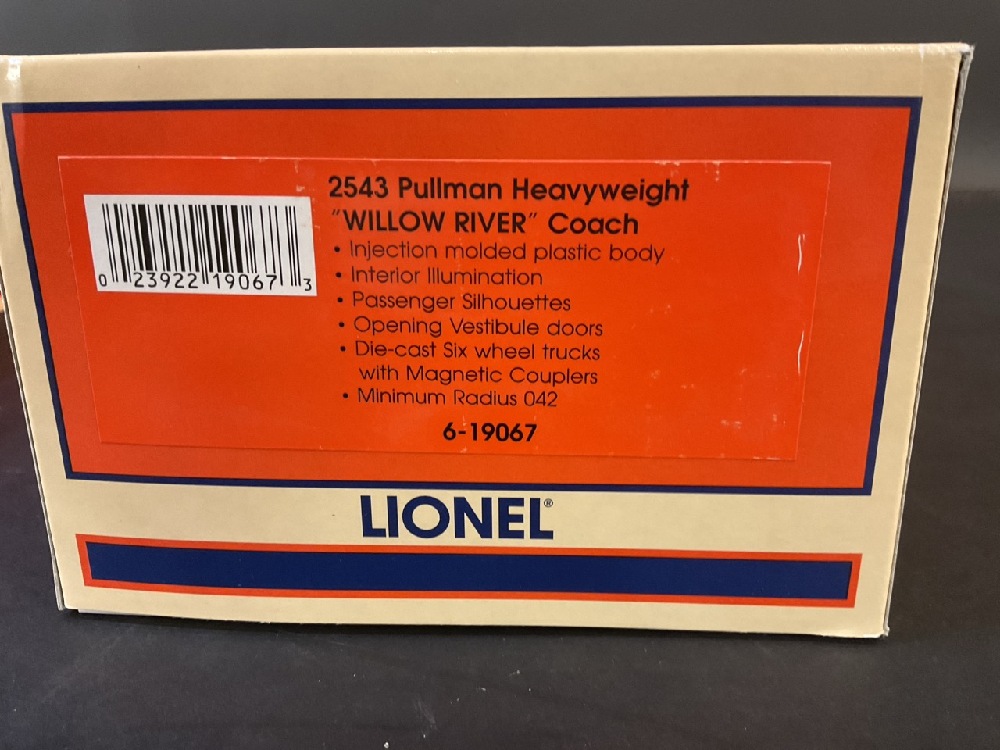 2543 Pullman Heavyweight
"WILLOW RIVER" Coach
• Injection molded plastic body
• Interior Illumination
• Passenger Silhouettes
• Opening Vestibule doors
• Die-cast Six wheel trucks
with Magnetic Couplers
• Minimum Radius 042
6-19067
0 23922 19067 3
LIONEL®